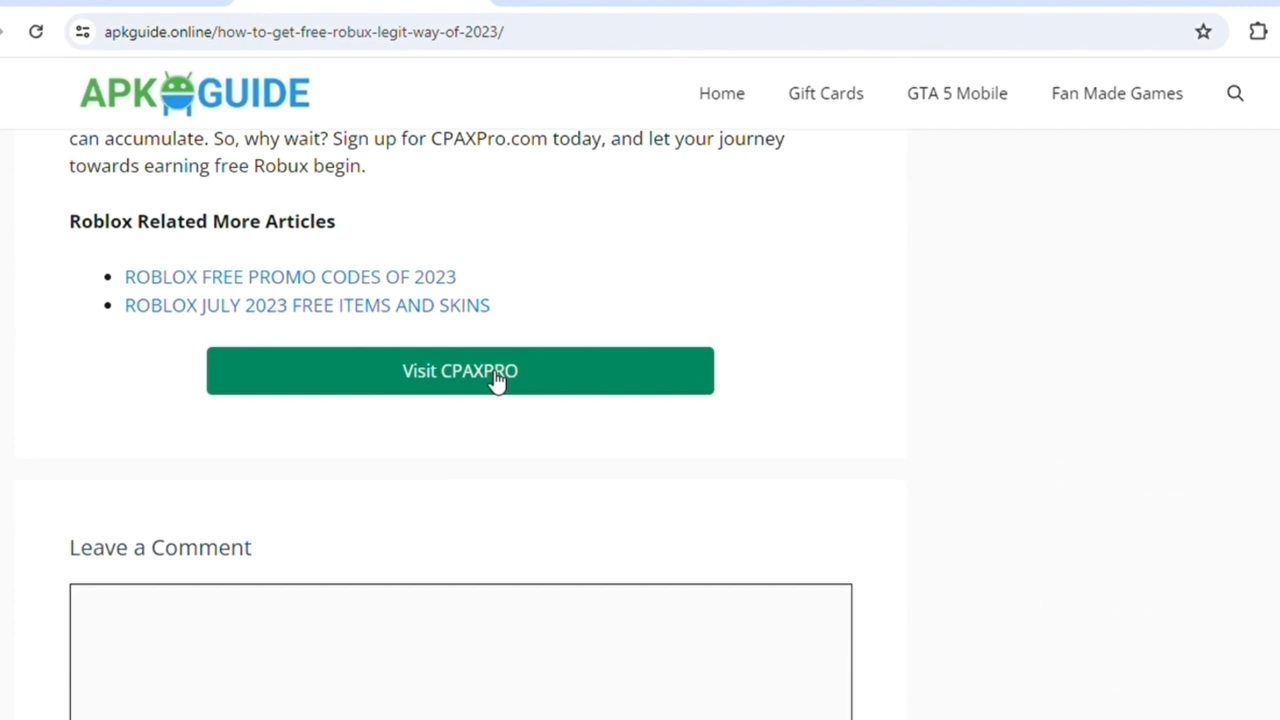 apkguide.online/how-to-get-free-robux-legit-way-of-2023/
APK GUIDE
Home
Gift Cards
GTA 5 Mobile
Fan Made Games
can accumulate. So, why wait? Sign up for CPAXPro.com today, and let your journey
towards earning free Robux begin.
Roblox Related More Articles
ROBLOX FREE PROMO CODES OF 2023
ROBLOX JULY 2023 FREE ITEMS AND SKINS
Visit CPAXPRO
Leave a Comment